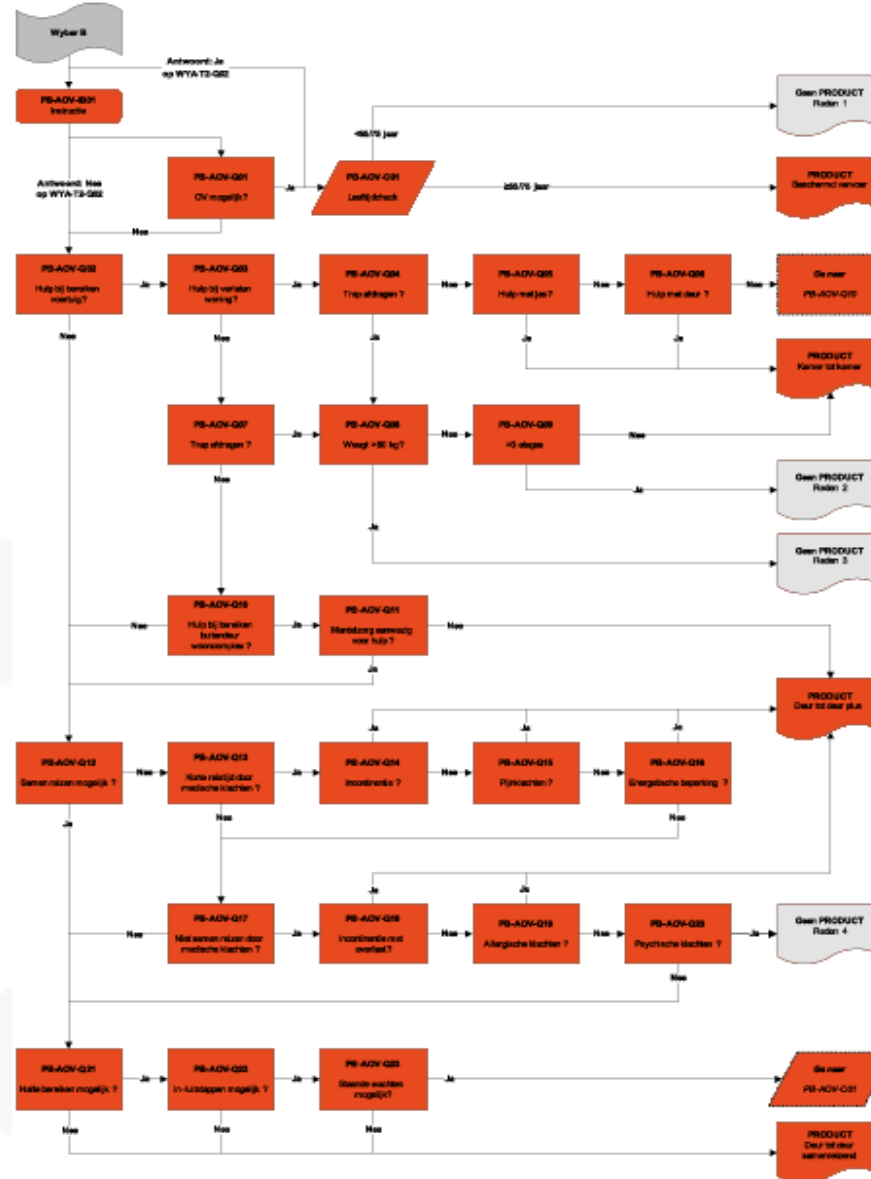 Wyber B
Antwoord: Ja
op WYA-T2-Q02
PB-AOV-IS01
Instructie
Geen PRODUCT
Reden 1
<65/75 jaar
Antwoord: Nee
op WYA-T2-Q02
PB-AOV-Q01
OV mogelijk?
Ja
PB-AOV-C01
Leeftijdcheck
≥65/75 jaar
PRODUCT
Beschermd vervoer
Nee
PB-AOV-Q02
Hulp bij bereiken
voertuig?
Ja
PB-AOV-Q03
Hulp bij verlaten
woning?
Ja
PB-AOV-Q04
Trap afdragen ?
Nee
PB-AOV-Q05
Hulp met jas?
Nee
PB-AOV-Q06
Hulp met deur ?
Nee
Ga naar
PB-AOV-Q10
Nee
Nee
Ja
Ja
Ja
PRODUCT
Kamer tot kamer
PB-AOV-Q07
Trap afdragen ?
Ja
PB-AOV-Q08
Nee
PB-AOV-Q09
>3 etages
Nee
Nee
Ja
Geen PRODUCT
Reden 2
Ja
Geen PRODUCT
Reden 3
Nee
PB-AOV-Q10
Hulp bij bereiken
buitendeur
wooncomplex ?
Ja
PB-AOV-Q11
Mantelzorg aanwezig
voor hulp ?
Nee
Ja
PRODUCT
Deur tot deur plus
Ja
Ja
Ja
PB-AOV-Q12
Samen reizen mogelijk ?
Nee
PB-AOV-Q13
Korte reistijd door
medische klachten ?
Ja
PB-AOV-Q14
Incontinentie ?
Nee
PB-AOV-Q15
Pijnklachten ?
Nee
PB-AOV-Q16
Energetische beperking ?
Ja
Nee
Nee
Ja
Ja
Nee
PB-AOV-Q17
Niet samen reizen door
medische klachten ?
Ja
PB-AOV-Q18
Incontinentie met
overlast?
Nee
PB-AOV-Q19
Allergische klachten ?
Nee
PB-AOV-Q20
Psychische klachten ?
Ja
Geen PRODUCT
Reden 4
Nee
PB-AOV-Q21
Halte bereiken mogelijk ?
Ja
PB-AOV-Q22
In-/uitstappen mogelijk ?
Ja
PB-AOV-Q23
Staande wachten
mogelijk?
Ja
Ga naar
PB-AOV-C01
Nee
Nee
Nee
PRODUCT
Deur tot deur
samenreizend